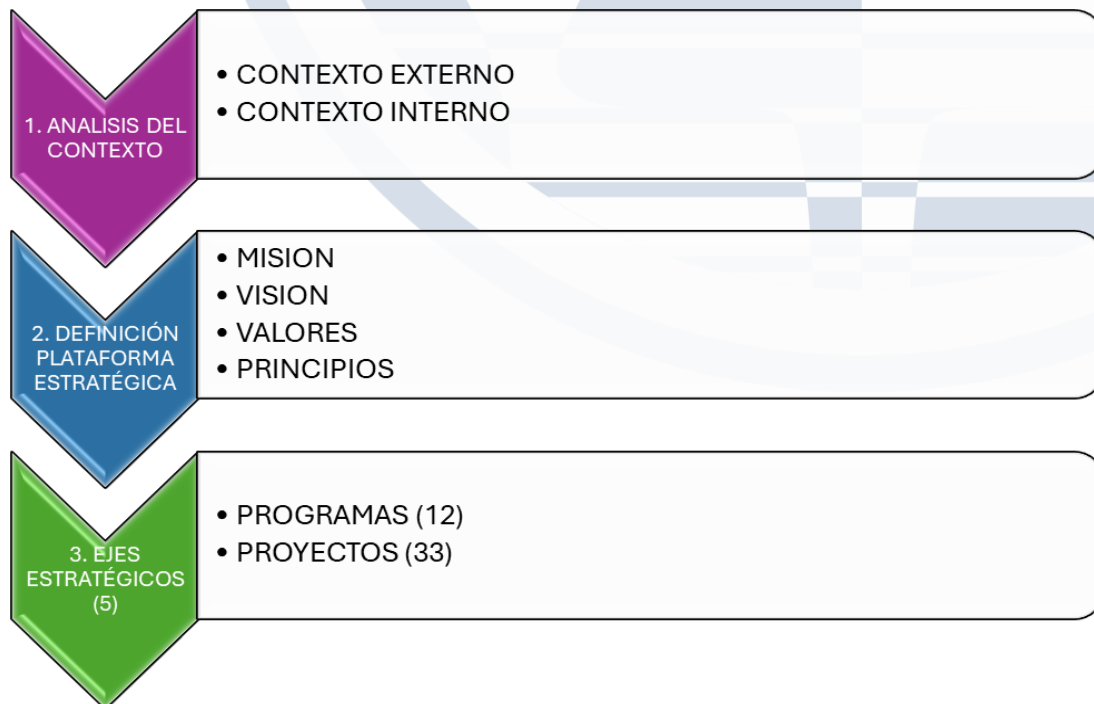 1. ANALISIS DEL
CONTEXTO
• CONTEXTO EXTERNO
• CONTEXTO INTERNO
2. DEFINICIÓN
PLATAFORMA
ESTRATÉGICA
• MISION
• VISION
• VALORES
• PRINCIPIOS
3. EJES
ESTRATÉGICOS
(5)
• PROGRAMAS (12)
• PROYECTOS (33)